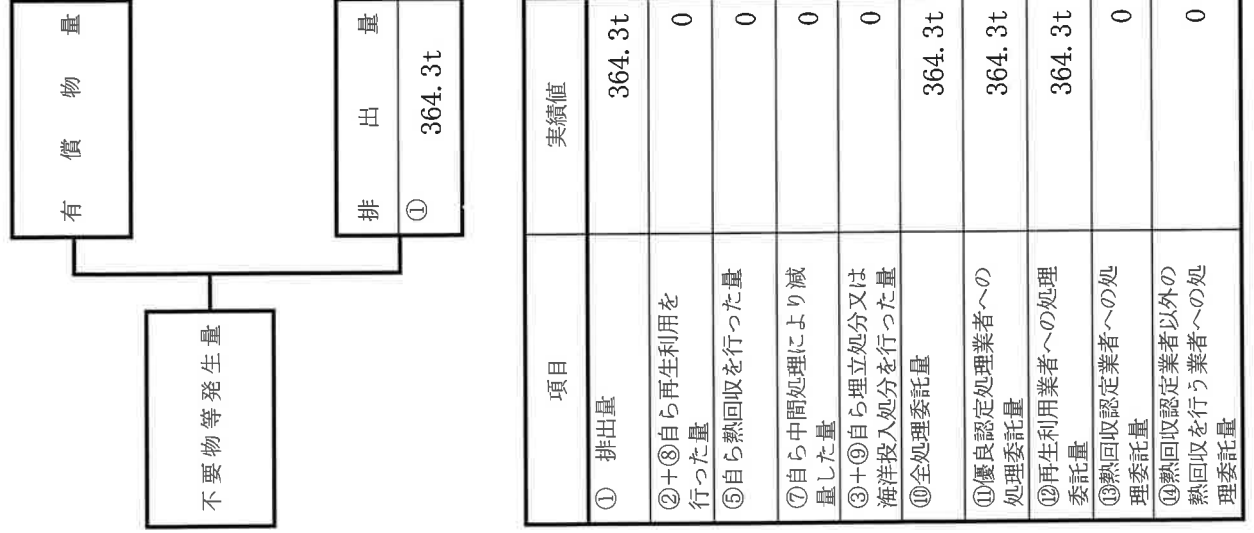 有償物量
不要物等発生量
排出量
① 364.3t
項目 実績値
① 排出量 364.3t
②+⑧自ら再生利用を
行った量 0
⑤自ら熱回収を行った量 0
⑦自ら中間処理により減
量した量 0
③+⑨自ら埋立処分又は
海洋投入処分を行った量 0
⑩全処理委託量 364.3t
⑪優良認定処理業者への
処理委託量 364.3t
⑫再生利用業者への処理
委託量 364.3t
⑬熱回収認定業者への処
理委託量 0
⑭熱回収認定業者以外の
熱回収を行う業者への処
理委託量 0